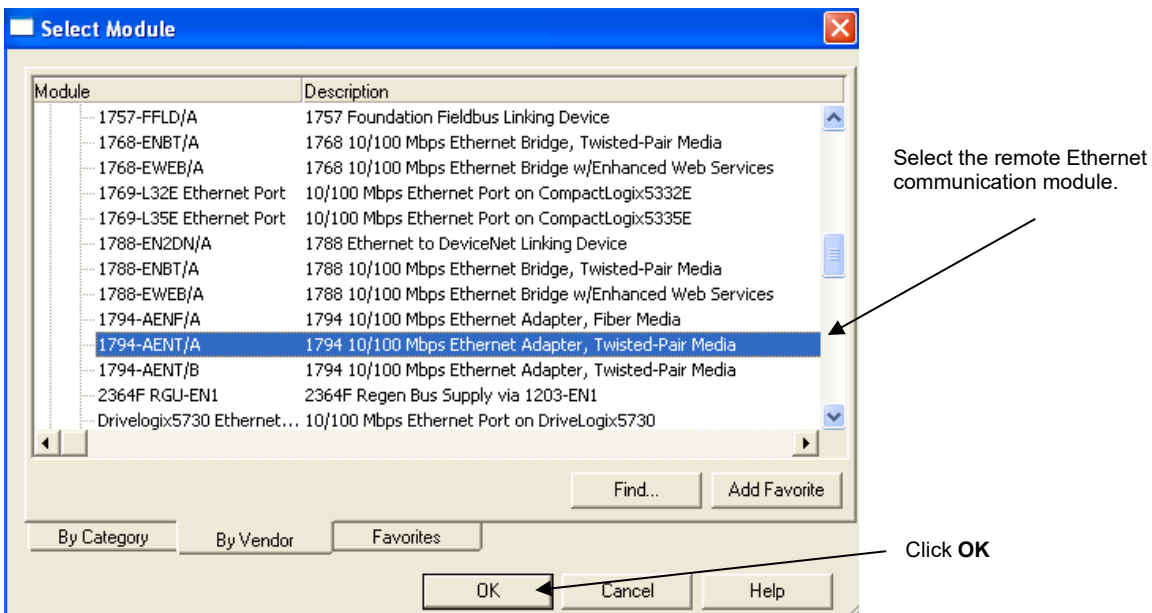 Select Module
Module Description
1757-FFLD/A 1757 Foundation Fieldbus Linking Device
1768-ENBT/A 1768 10/100 Mbps Ethernet Bridge, Twisted-Pair Media
1768-EWEB/A 1768 10/100 Mbps Ethernet Bridge w/Enhanced Web Services
1769-L32E Ethernet Port 10/100 Mbps Ethernet Port on CompactLogix5332E
1769-L35E Ethernet Port 10/100 Mbps Ethernet Port on CompactLogix5335E
1788-EN2DN/A 1788 Ethernet to DeviceNet Linking Device
1788-ENBT/A 1788 10/100 Mbps Ethernet Bridge, Twisted-Pair Media
1788-EWEB/A 1788 10/100 Mbps Ethernet Bridge w/Enhanced Web Services
1794-AENF/A 1794 10/100 Mbps Ethernet Adapter, Fiber Media
1794-AENT/A 1794 10/100 Mbps Ethernet Adapter, Twisted-Pair Media
1794-AENT/B 1794 10/100 Mbps Ethernet Adapter, Twisted-Pair Media
2364F RGU-EN1 2364F Regen Bus Supply via 1203-EN1
Drivelogix5730 Ethernet... 10/100 Mbps Ethernet Port on DriveLogix5730
Select the remote Ethernet
communication module.
Find... Add Favorite
By Category By Vendor Favorites
Click OK
OK Cancel Help